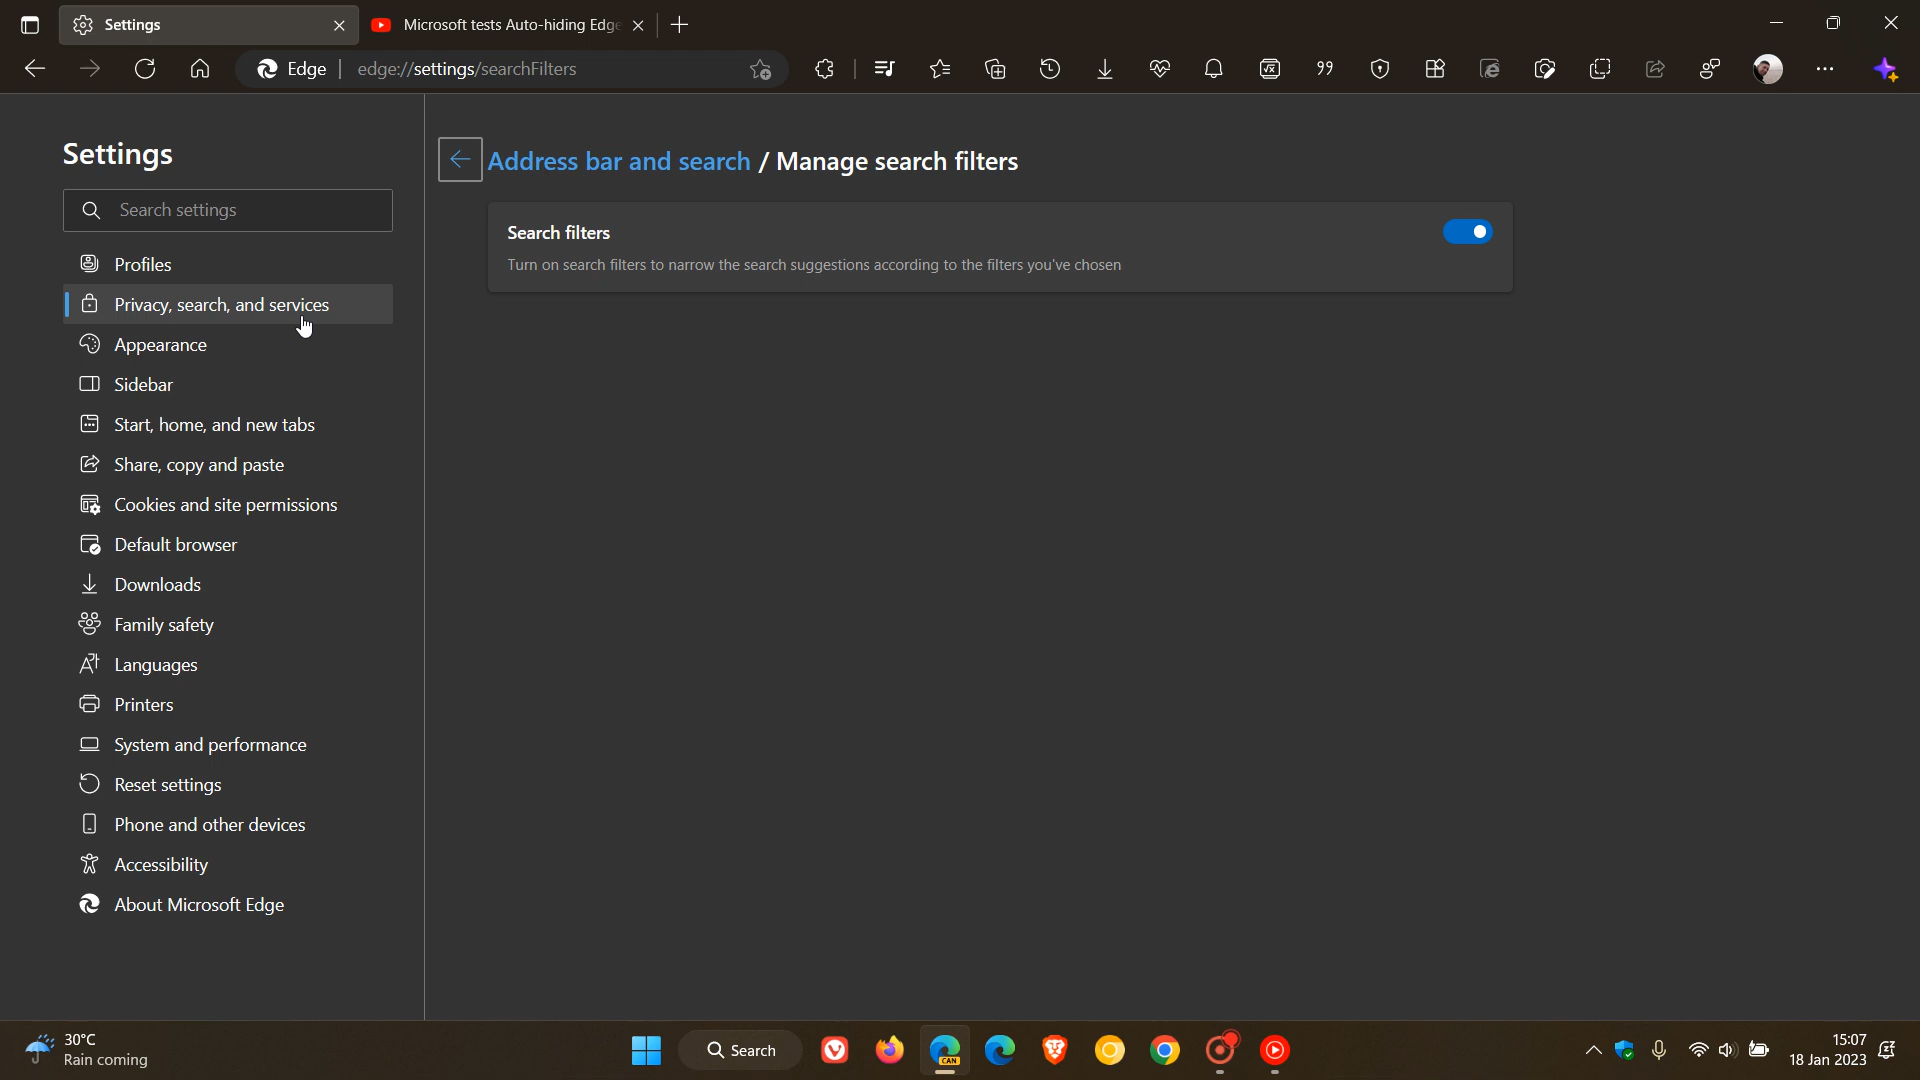 Settings
Microsoft tests Auto-hiding Edge
Edge
edge://settings/searchFilters
Settings
Search settings
Profiles
Privacy, search, and services
Appearance
Sidebar
Start, home, and new tabs
Share, copy and paste
Cookies and site permissions
Default browser
Downloads
Family safety
Languages
Printers
System and performance
Reset settings
Phone and other devices
Accessibility
About Microsoft Edge
Address bar and search / Manage search filters
Search filters
Turn on search filters to narrow the search suggestions according to the filters you've chosen
30°C
Rain coming
Search
CAN
15:07
18 Jan 2023